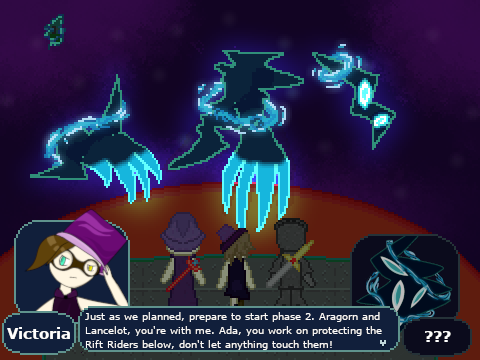 Just as we planned, prepare to start phase 2. Aragorn and
Lancelot, you're with me. Ada, you work on protecting the
Rift Riders below, don't let anything touch them!
Victoria
???